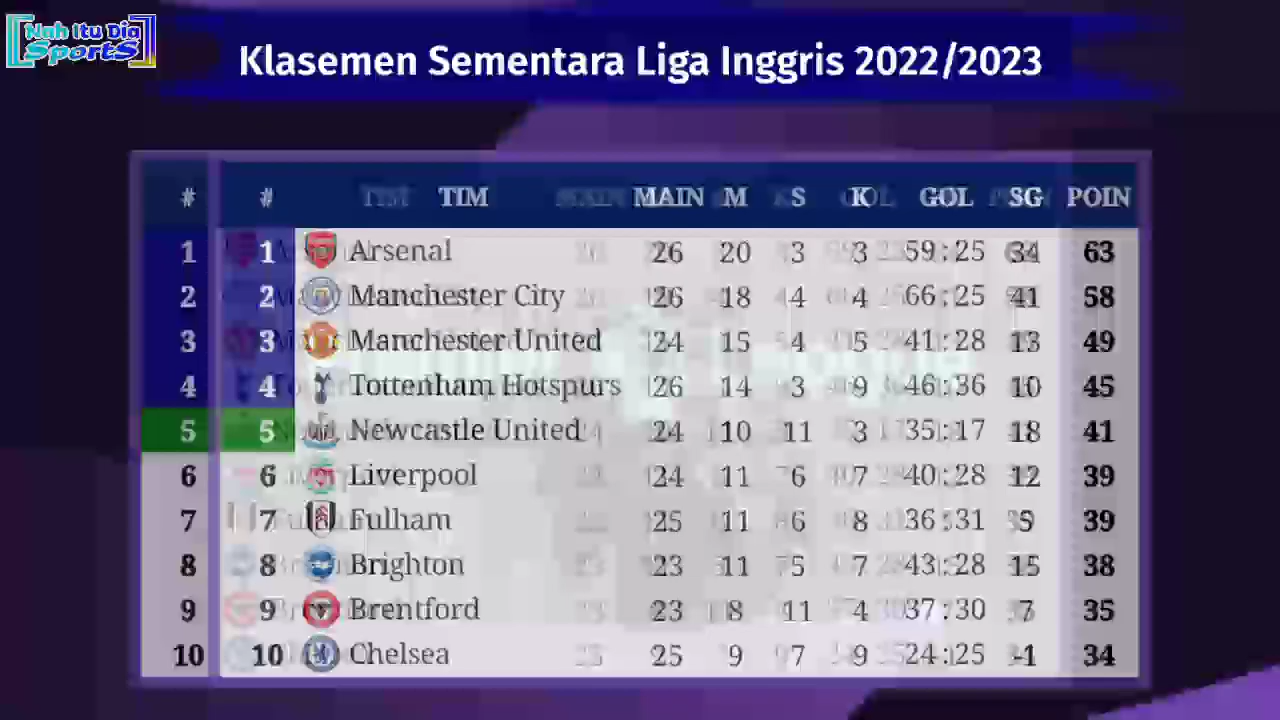 Nah Itu Dia
Sports
Klasemen Sementara Liga Inggris 2022/2023
# # TIM MAIN M S K GOL SG POIN
1 1 Arsenal 26 20 3 3 59:25 34 63
2 2 Manchester City 26 18 4 4 66:25 41 58
3 3 Manchester United 24 15 4 5 41:28 13 49
4 4 Tottenham Hotspurs 26 14 3 9 46:36 10 45
5 5 Newcastle United 24 10 11 3 35:17 18 41
6 6 Liverpool 24 11 6 7 40:28 12 39
7 7 Fulham 25 11 6 8 36:31 5 39
8 8 Brighton 23 11 5 7 43:28 15 38
9 9 Brentford 23 8 11 4 37:30 7 35
10 10 Chelsea 25 9 7 9 24:25 -1 34